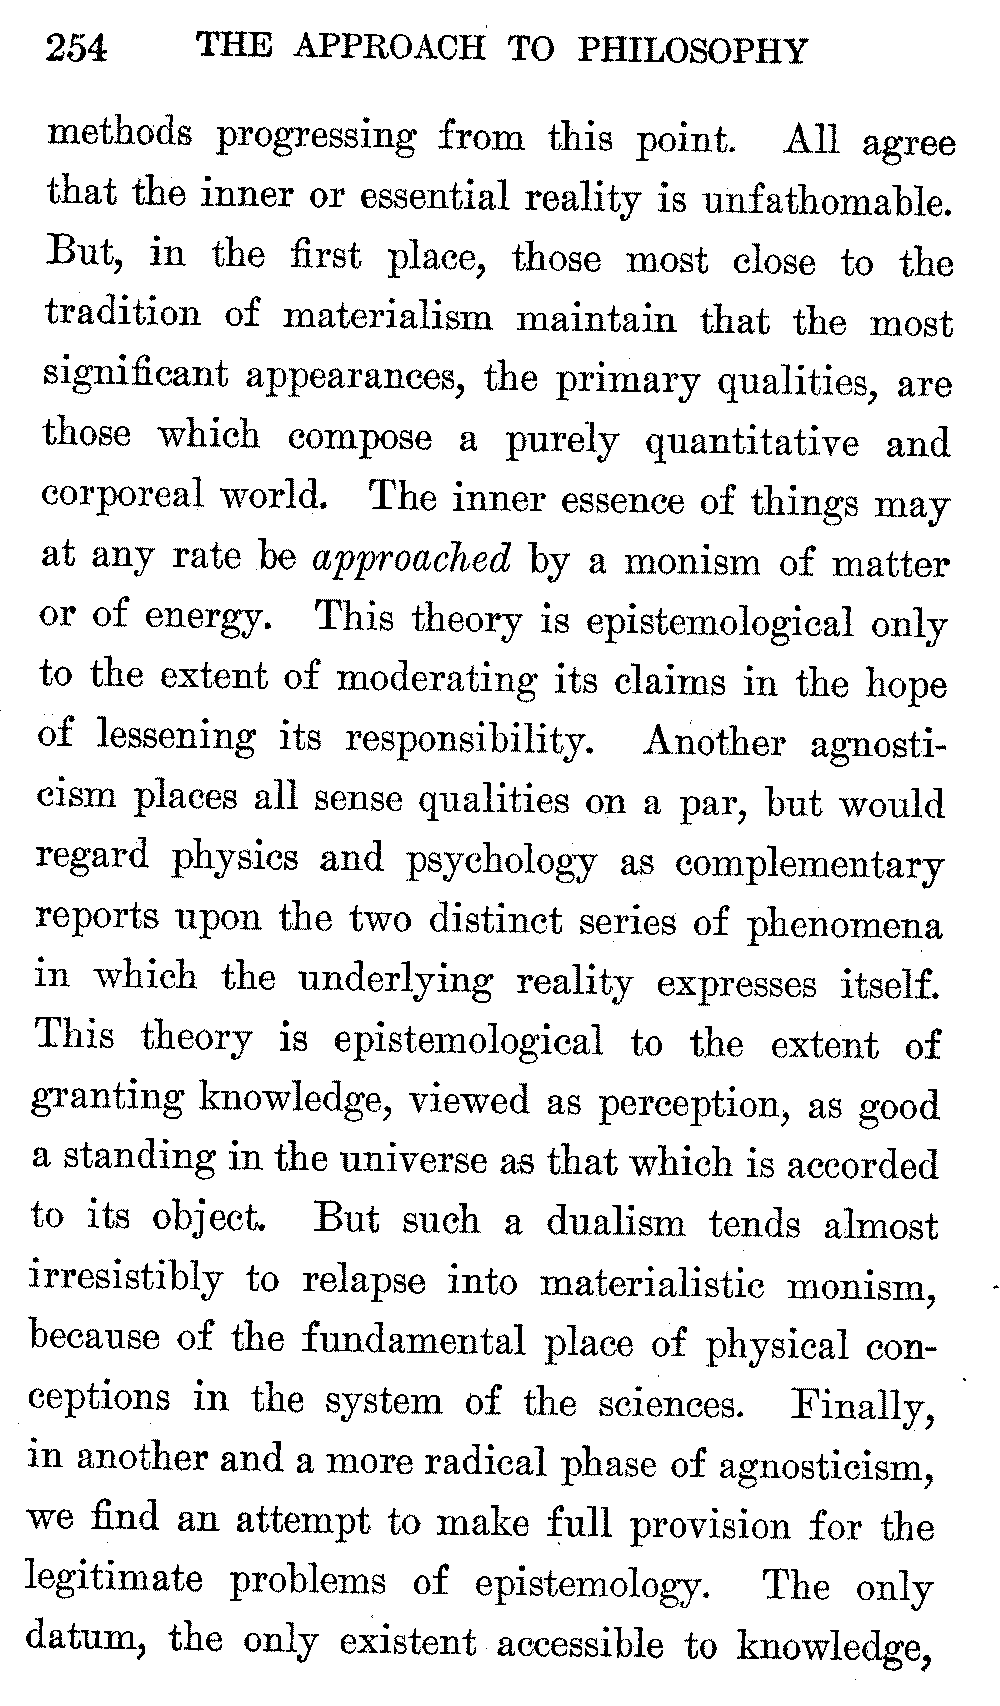 254 THE APPROACH TO PHILOSOPHY
methods progressing from this point. All agree
that the inner or essential reality is unfathomable.
But, in the first place, those most close to the
tradition of materialism maintain that the most
significant appearances, the primary qualities, are
those which compose a purely quantitative and
corporeal world. The inner essence of things may
at any rate be approached by a monism of matter
or of energy. This theory is epistemological only
to the extent of moderating its claims in the hope
of lessening its responsibility. Another agnosti-
cism places all sense qualities on a par, but would
regard physics and psychology as complementary
reports upon the two distinct series of phenomena
in which the underlying reality expresses itself.
This theory is epistemological to the extent of
granting knowledge, viewed as perception, as good
a standing in the universe as that which is accorded
to its object. But such a dualism tends almost
irresistibly to relapse into materialistic monism,
because of the fundamental place of physical con-
ceptions in the system of the sciences. Finally,
in another and a more radical phase of agnosticism,
we find an attempt to make full provision for the
legitimate problems of epistemology. The only
datum, the only existent accessible to knowledge,